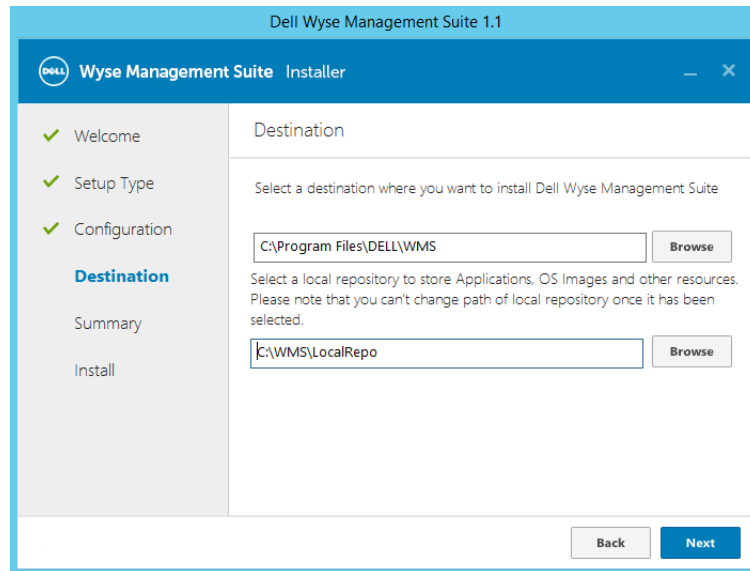 Dell Wyse Management Suite 1.1
DELL Wyse Management Suite Installer
Welcome
Setup Type
Configuration
Destination
Summary
Install
Destination
Select a destination where you want to install Dell Wyse Management Suite
C:\Program Files\DELL\WMS
Browse
Select a local repository to store Applications, OS Images and other resources.
Please note that you can't change path of local repository once it has been
selected.
C:\WMS\LocalRepo
Browse
Back
Next